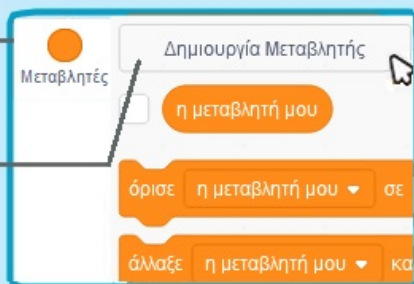 Δημιουργία Μεταβλητής
Μεταβλητές
η μεταβλητή μου
όρισε η μεταβλητή μου σε
άλλαξε η μεταβλητή μου κα